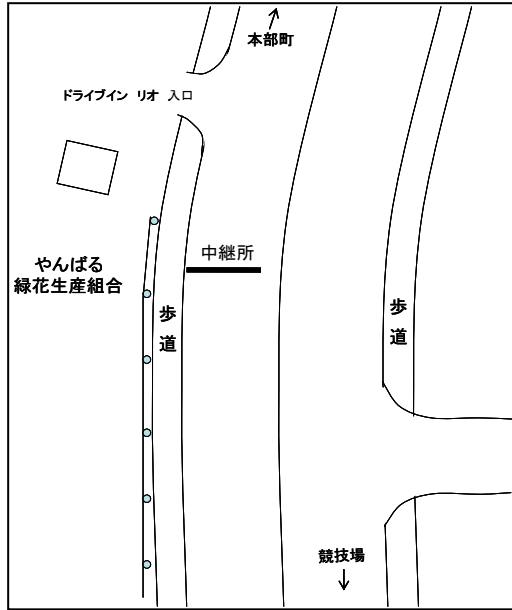 本部町
ドライブイン リオ 入口
中継所
やんばる
緑花生産組合
歩道
歩道
競技場